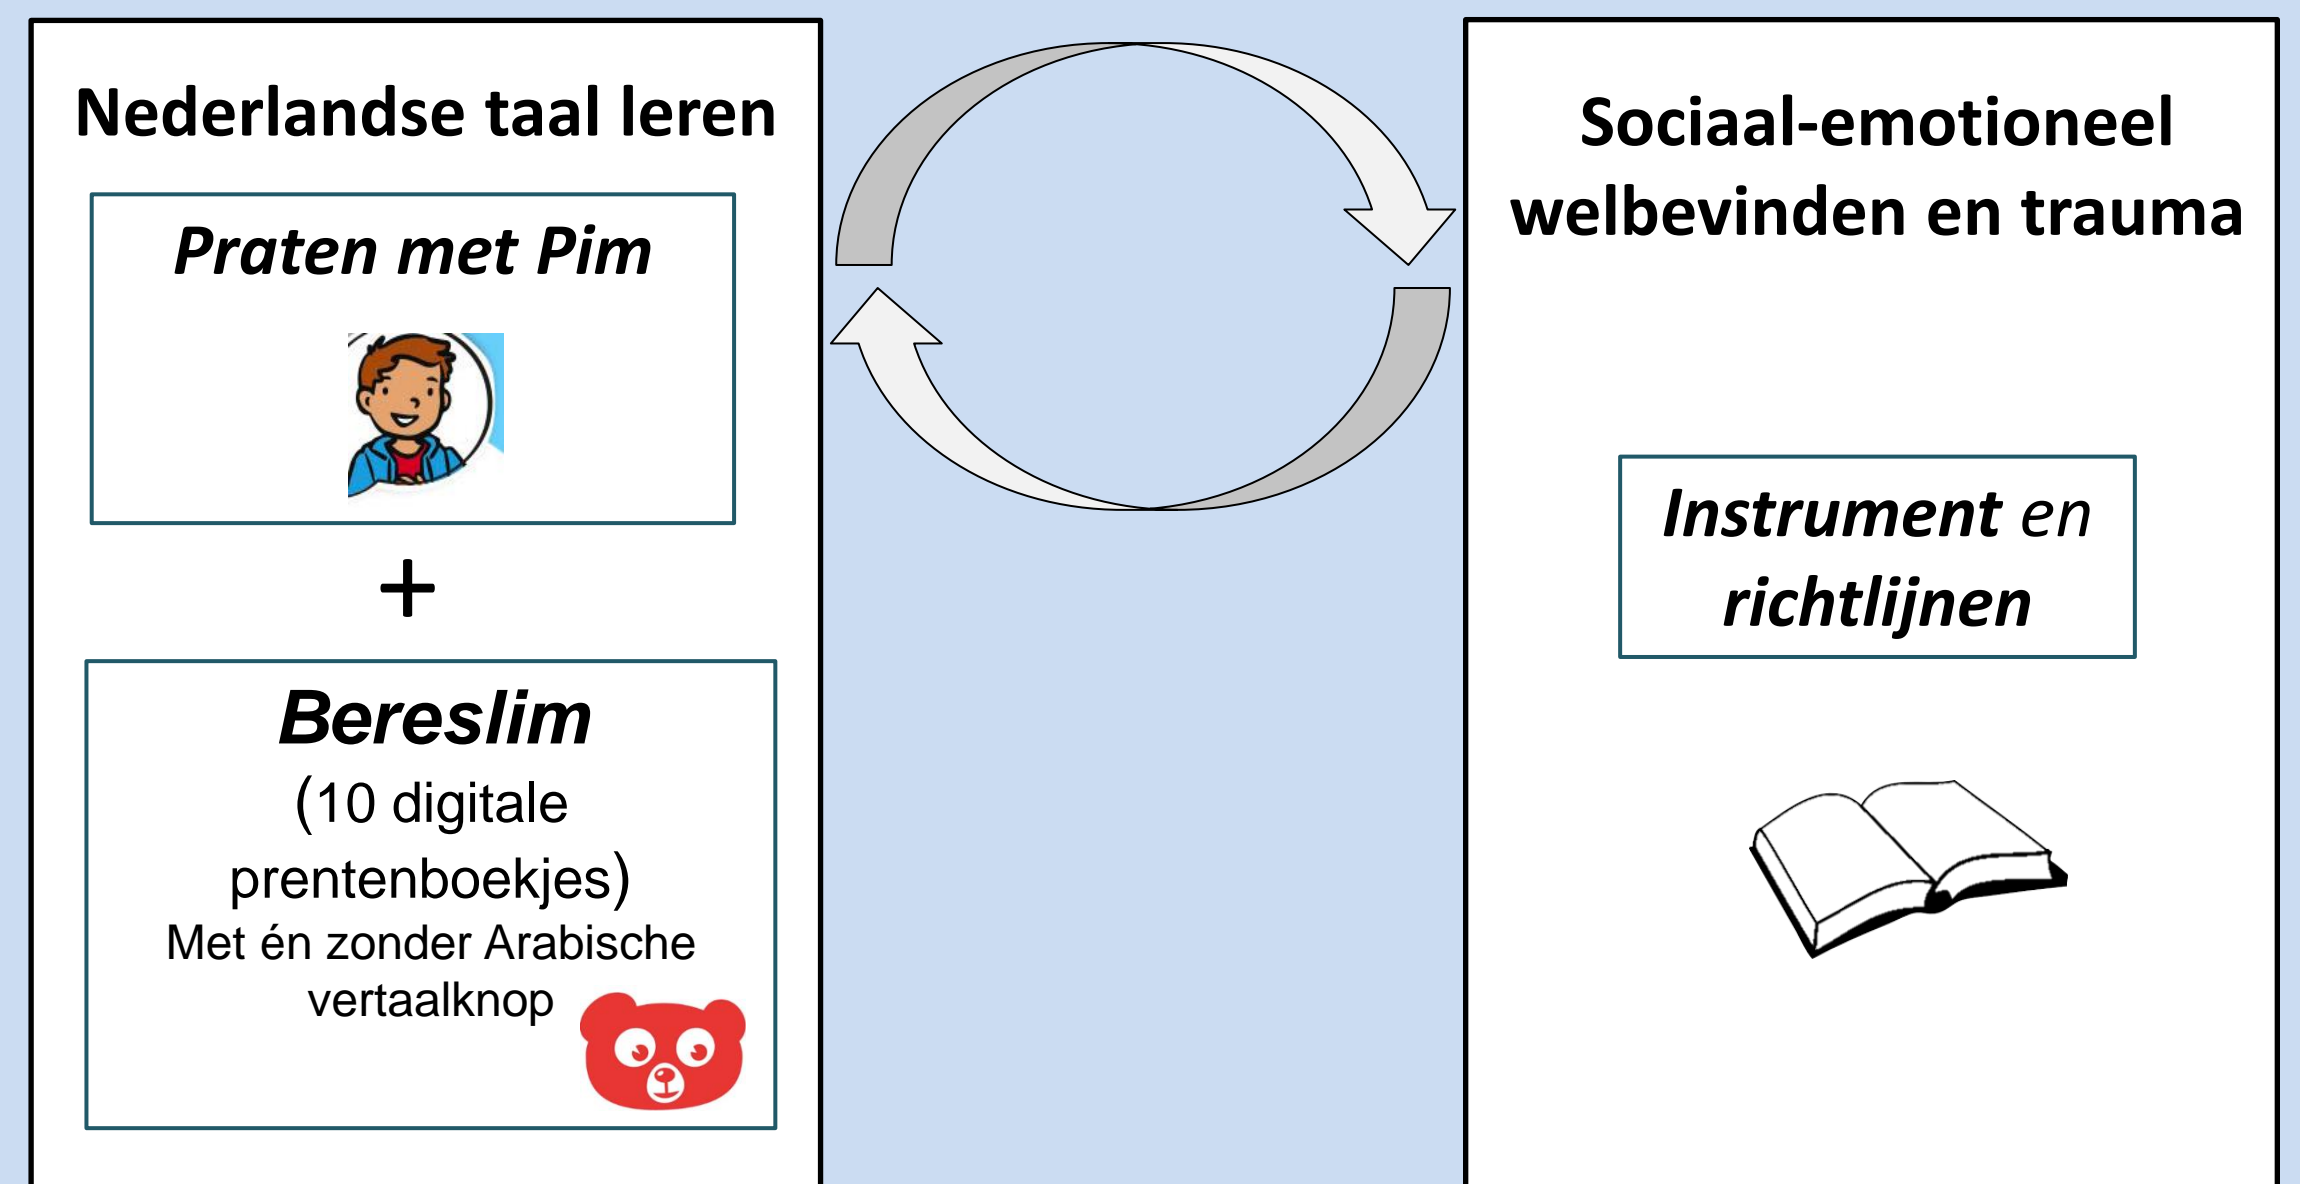 Nederlandse taal leren
Praten met Pim
+
Bereslim
(10 digitale
prentenboekjes)
Met én zonder Arabische
vertaalknop
Sociaal-emotioneel
welbevinden en trauma
Instrument en
richtlijnen